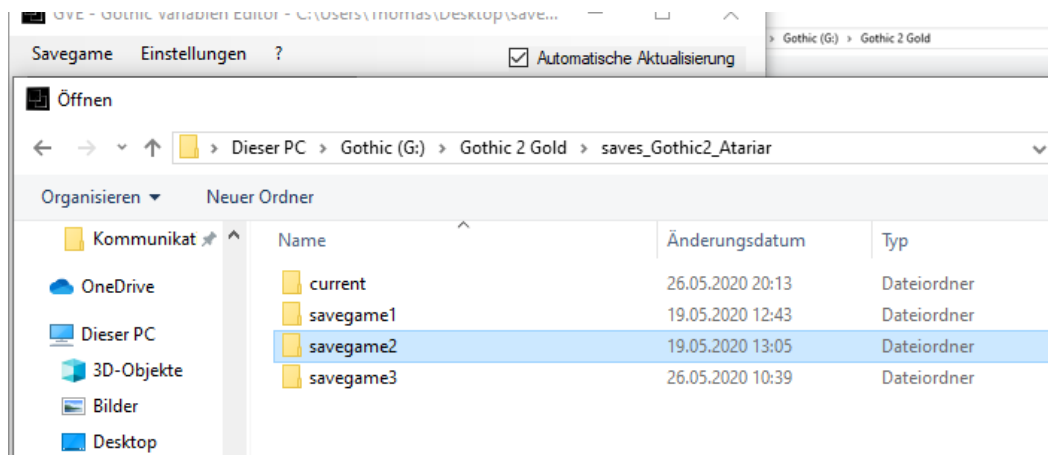 GVE - Gothic Variablen Editor - C:\Users\Thomas\Desktop\save...
› Gothic (G:) › Gothic 2 Gold
Savegame Einstellungen ?
Automatische Aktualisierung
Öffnen
› Dieser PC › Gothic (G:) › Gothic 2 Gold › saves_Gothic2_Atariar
Organisieren Neuer Ordner
Name Änderungsdatum Typ
Kommunikat
OneDrive
Dieser PC
3D-Objekte
Bilder
Desktop
current 26.05.2020 20:13 Dateiordner
savegame1 19.05.2020 12:43 Dateiordner
savegame2 19.05.2020 13:05 Dateiordner
savegame3 26.05.2020 10:39 Dateiordner